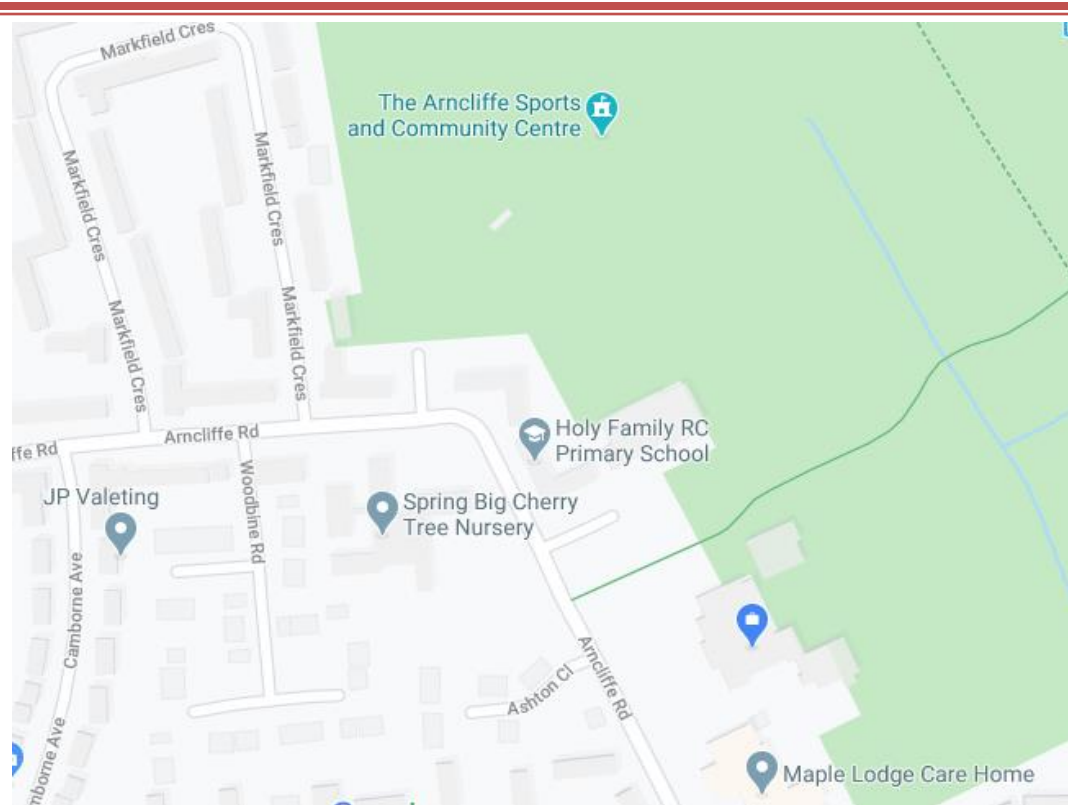 Markfield Cres
The Arncliffe Sports
and Community Centre
Markfield Cres
Markfield Cres
Markfield Cres
Markfield Cres
ffe Rd
Arncliffe Rd
Holy Family RC
Primary School
JP Valeting
Woodbine Rd
Spring Big Cherry
Tree Nursery
Camborne Ave
Arncliffe Rd
Ashton Cl
mborne Ave
Maple Lodge Care Home